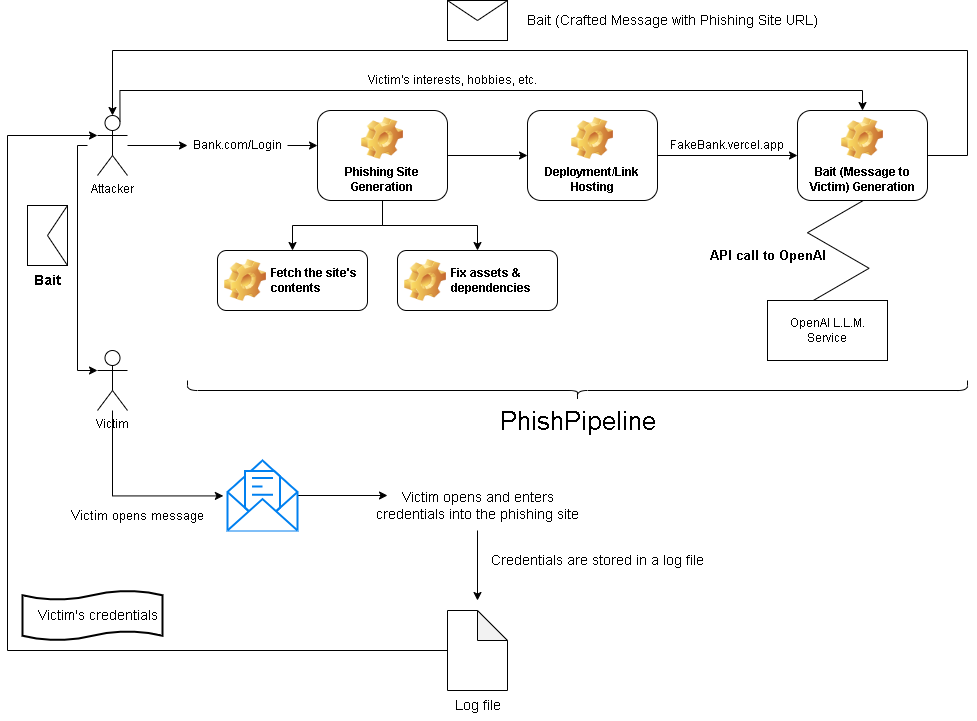 Bait (Crafted Message with Phishing Site URL)
Victim's interests, hobbies, etc.
Attacker
Bank.com/Login
Phishing Site
Generation
Deployment/Link
Hosting
FakeBank.vercel.app
Bait (Message to
Victim) Generation
Bait
Fetch the site's
contents
Fix assets &
dependencies
API call to OpenAI
OpenAI L.L.M.
Service
PhishPipeline
Victim
Victim opens message
Victim opens and enters
credentials into the phishing site
Credentials are stored in a log file
Victim's credentials
Log file